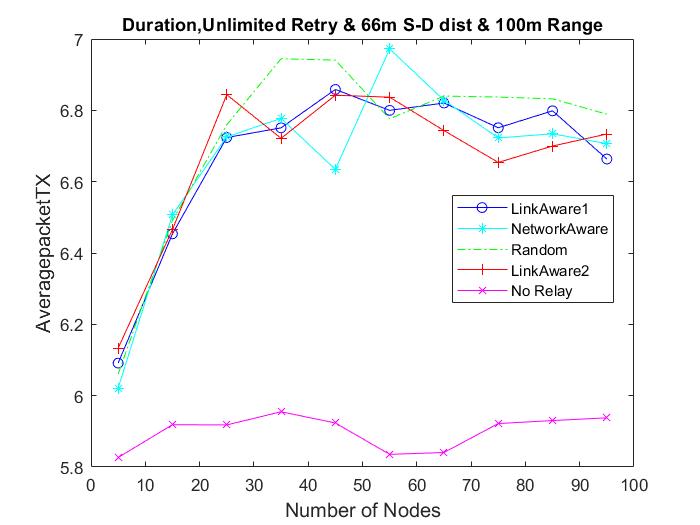 Duration,Unlimited Retry & 66m S-D dist & 100m Range
7
6.8
6.6
6.4
6.2
6
5.8
AveragepacketTX
LinkAware1
NetworkAware
Random
LinkAware2
No Relay
0 10 20 30 40 50 60 70 80 90 100
Number of Nodes